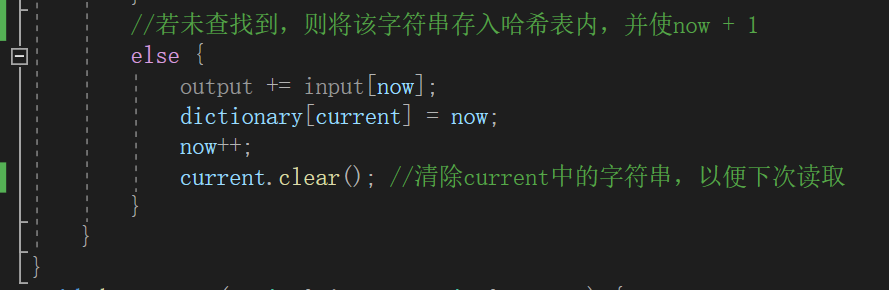 }
//若未查找到，则将该字符串存入哈希表内，并使now + 1
else {
output += input[now];
dictionary[current] = now;
now++;
current.clear(); //清除current中的字符串，以便下次读取
}
}
}